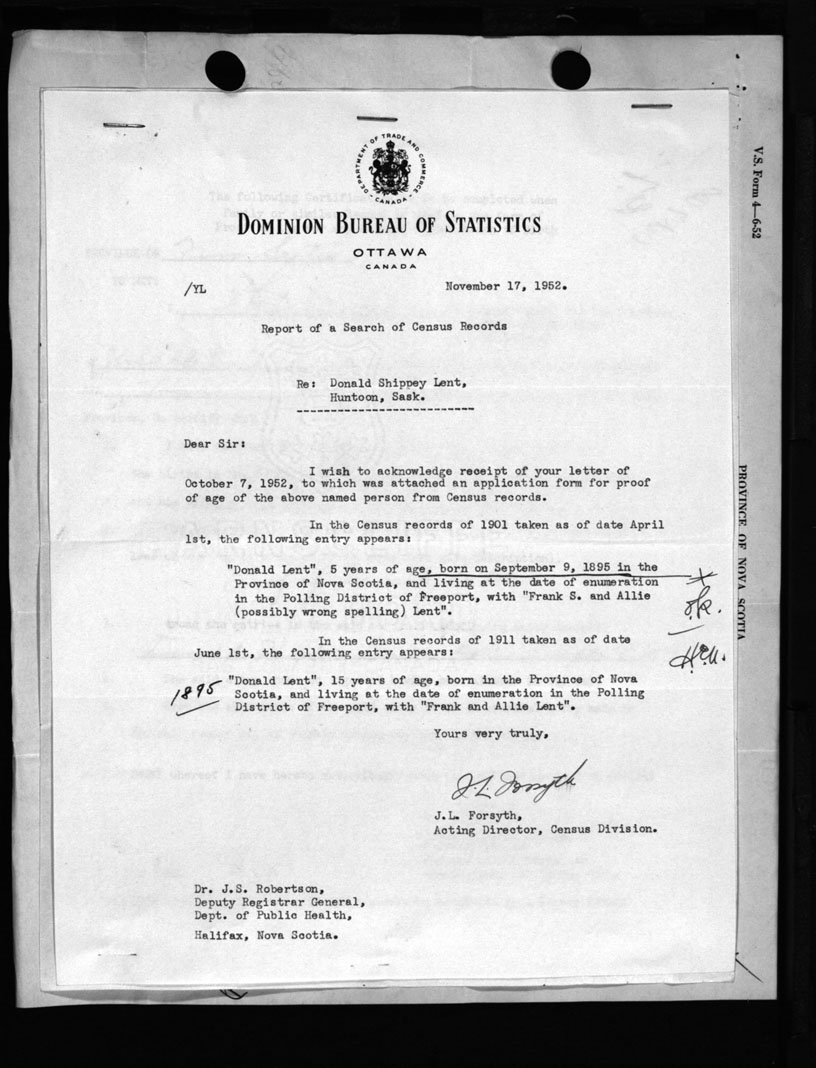 DEPARTMENT OF TRADE AND COMMERCE
CANADA
DOMINION BUREAU OF STATISTICS
OTTAWA
CANADA
/YL
November 17, 1952.
Report of a Search of Census Records
Re: Donald Shippey Lent,
Huntoon, Sask.
Dear Sir:
I wish to acknowledge receipt of your letter of
October 7, 1952, to which was attached an application form for proof
of age of the above named person from Census records.
In the Census records of 1901 taken as of date April
1st, the following entry appears:
"Donald Lent", 5 years of age, born on September 9, 1895 in the
Province of Nova Scotia, and living at the date of enumeration
in the Polling District of Freeport, with "Frank S. and Allie
(possibly wrong spelling) Lent".
o.k.
In the Census records of 1911 taken as of date
June 1st, the following entry appears:
1895
"Donald Lent", 15 years of age, born in the Province of Nova
Scotia, and living at the date of enumeration in the Polling
District of Freeport, with "Frank and Allie Lent".
Yours very truly,
J.L. Forsyth
J.L. Forsyth,
Acting Director, Census Division.
Dr. J.S. Robertson,
Deputy Registrar General,
Dept. of Public Health,
Halifax, Nova Scotia.
V.S. Form 4—6-52
PROVINCE OF NOVA SCOTIA